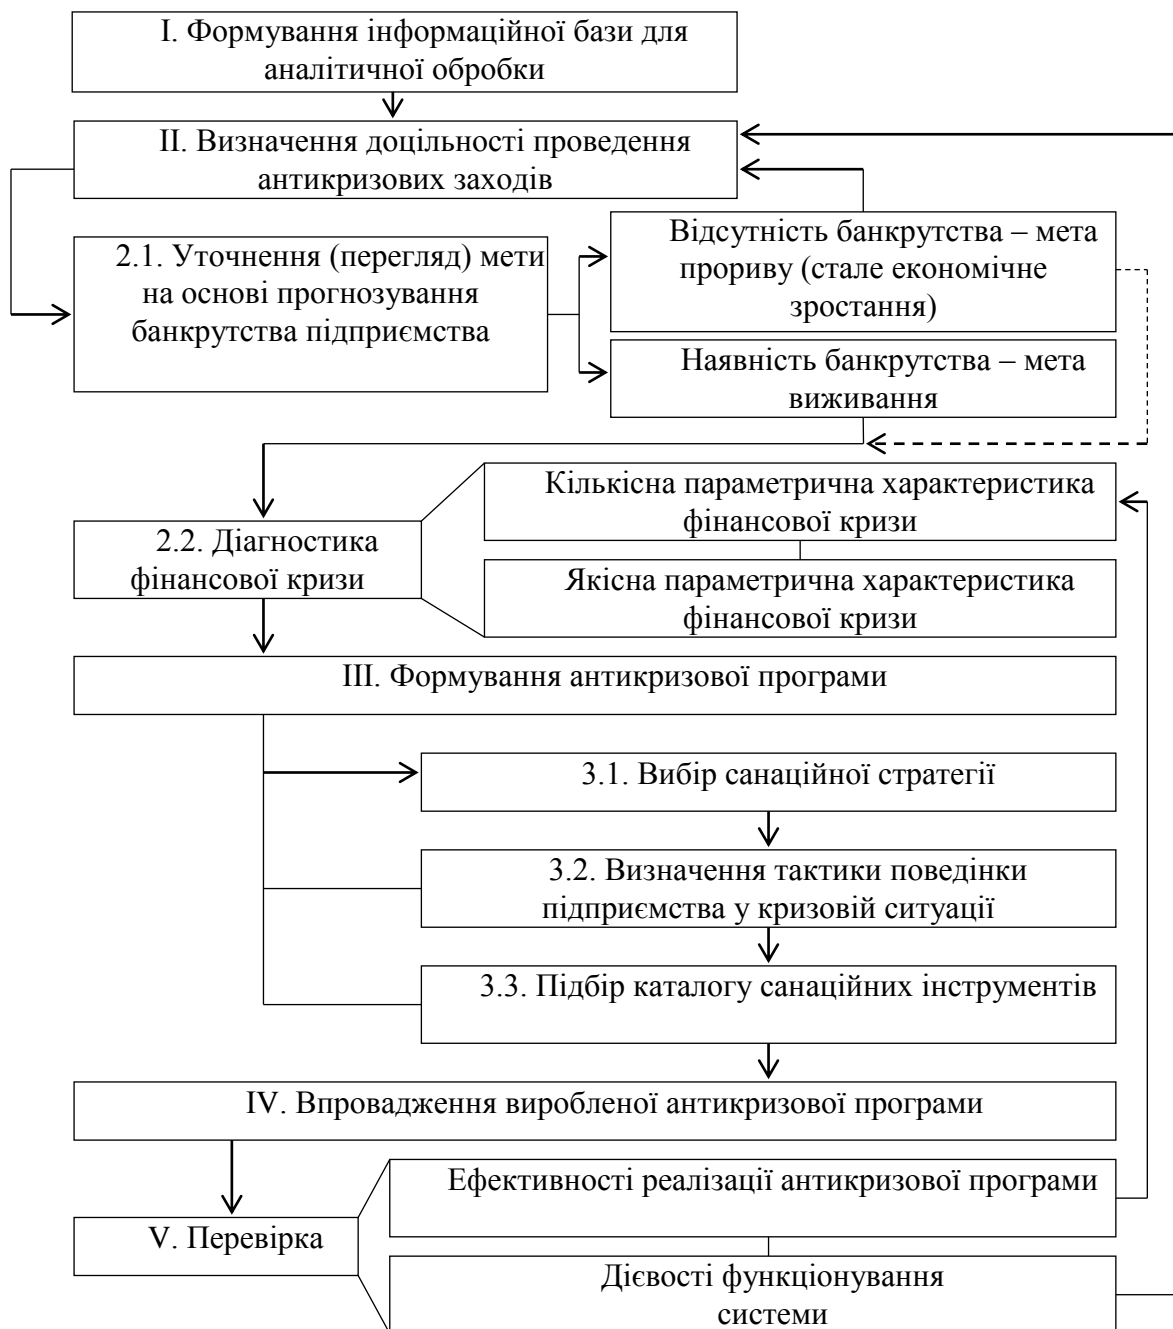 I. Формування інформаційної бази для
аналітичної обробки
II. Визначення доцільності проведення
антикризових заходів
2.1. Уточнення (перегляд) мети
на основі прогнозування
банкрутства підприємства
Відсутність банкрутства – мета
прориву (стале економічне
зростання)
Наявність банкрутства – мета
виживання
2.2. Діагностика
фінансової кризи
Кількісна параметрична характеристика
фінансової кризи
Якісна параметрична характеристика
фінансової кризи
III. Формування антикризової програми
3.1. Вибір санаційної стратегії
3.2. Визначення тактики поведінки
підприємства у кризовій ситуації
3.3. Підбір каталогу санаційних інструментів
IV. Впровадження виробленої антикризової програми
V. Перевірка
Ефективності реалізації антикризової програми
Дієвості функціонування
системи